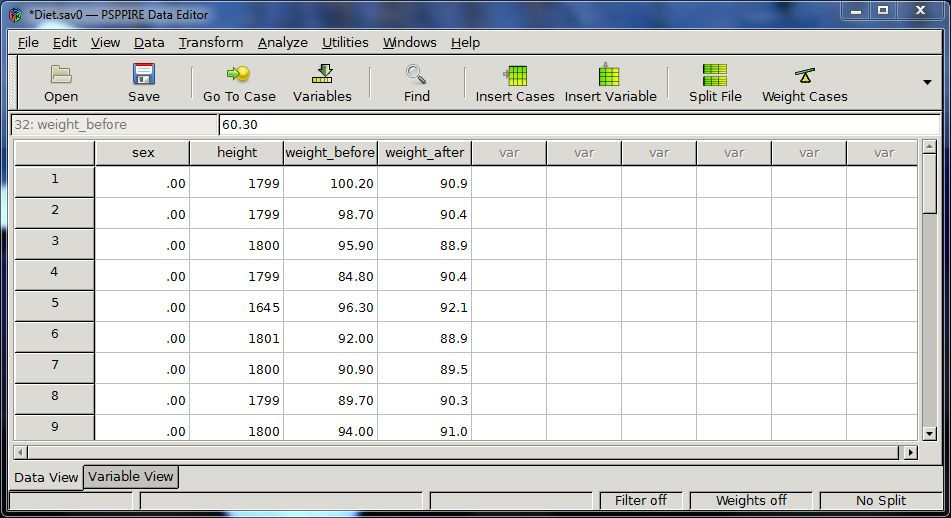 *Diet.sav0 — PSPPIRE Data Editor
File Edit View Data Transform Analyze Utilities Windows Help
Open Save Go To Case Variables Find Insert Cases Insert Variable Split File Weight Cases
32: weight_before 60.30
sex height weight_before weight_after var var var var var var
1 .00 1799 100.20 90.9
2 .00 1799 98.70 90.4
3 .00 1800 95.90 88.9
4 .00 1799 84.80 90.4
5 .00 1645 96.30 92.1
6 .00 1801 92.00 88.9
7 .00 1800 90.90 89.5
8 .00 1799 89.70 90.3
9 .00 1800 94.00 91.0
Data View Variable View
Filter off Weights off No Split